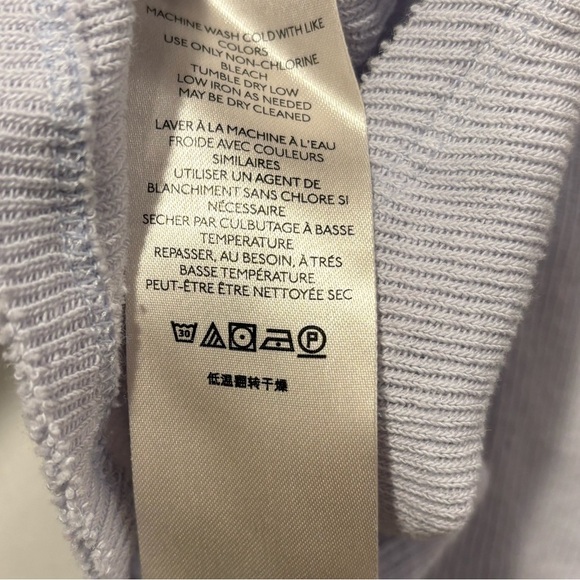 MACHINE WASH COLD WITH LIKE
COLORS
USE ONLY NON-CHLORINE
BLEACH
TUMBLE DRY LOW
LOW IRON AS NEEDED
MAY BE DRY CLEANED
LAVER À LA MACHINE À L'EAU
FROIDE AVEC COULEURS
SIMILAIRES
UTILISER UN AGENT DE
BLANCHIMENT SANS CHLORE SI
NÉCESSAIRE
SECHER PAR CULBUTAGE À BASSE
TEMPERATURE
REPASSER, AU BESOIN, À TRÉS
BASSE TEMPÉRATURE
PEUT-ÊTRE ÊTRE NETTOYÉE SEC
30 P
低温翻转干燥